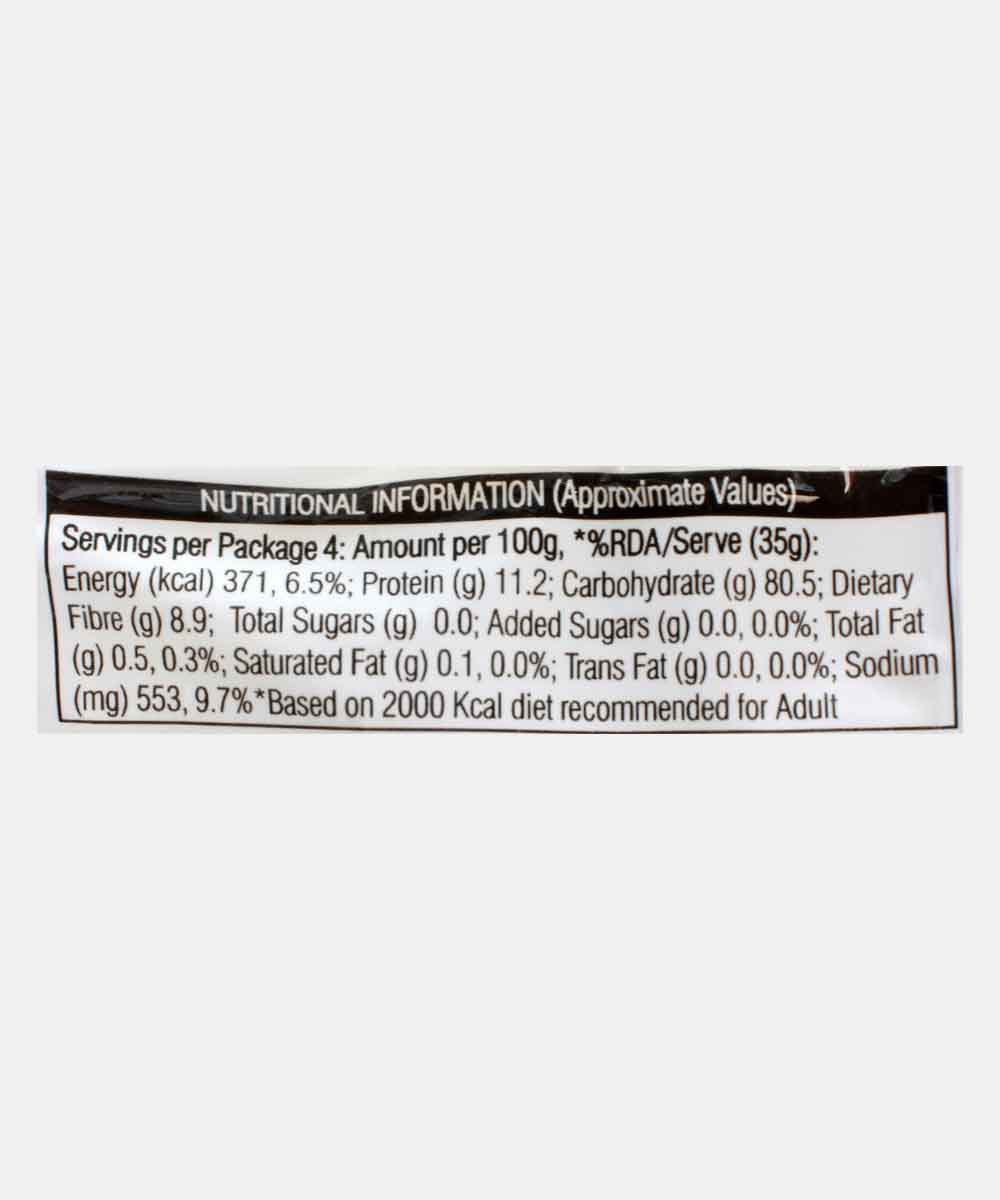 NUTRITIONAL INFORMATION (Approximate Values)
Servings per Package 4: Amount per 100g, *%RDA/Serve (35g):
Energy (kcal) 371, 6.5%; Protein (g) 11.2; Carbohydrate (g) 80.5; Dietary
Fibre (g) 8.9; Total Sugars (g) 0.0; Added Sugars (g) 0.0, 0.0%; Total Fat
(g) 0.5, 0.3%; Saturated Fat (g) 0.1, 0.0%; Trans Fat (g) 0.0, 0.0%; Sodium
(mg) 553, 9.7%*Based on 2000 Kcal diet recommended for Adult